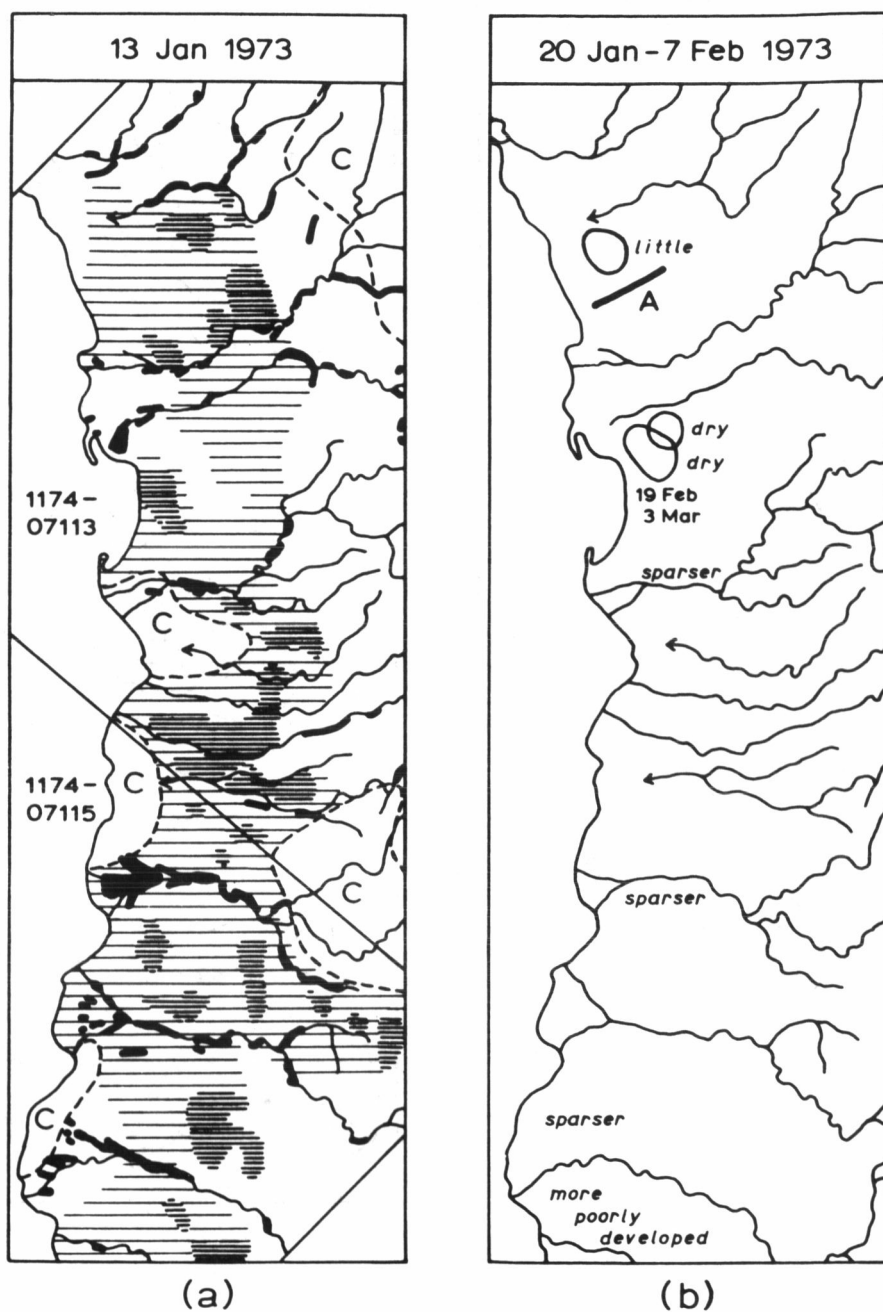 13 Jan 1973
C
1174-
07113
C
1174-
07115
C
C
C
(a)
20 Jan-7 Feb 1973
little
A
dry
dry
19 Feb
3 Mar
sparser
sparser
sparser
more
poorly
developed
(b)